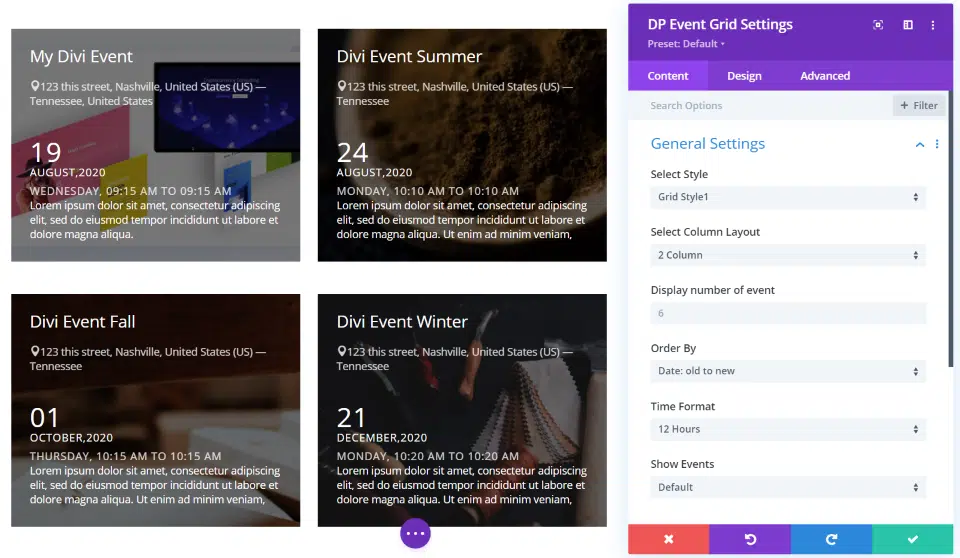 My Divi Event
123 this street, Nashville, United States (US) —
Tennessee, United States
19
AUGUST,2020
WEDNESDAY, 09:15 AM TO 09:15 AM
Lorem ipsum dolor sit amet, consectetur adipiscing
elit, sed do eiusmod tempor incididunt ut labore et
dolore magna aliqua.
Divi Event Summer
123 this street, Nashville, United States (US) —
Tennessee
24
AUGUST,2020
MONDAY, 10:10 AM TO 10:10 AM
Lorem ipsum dolor sit amet, consectetur adipiscing
elit, sed do eiusmod tempor incididunt ut labore et
dolore magna aliqua. Ut enim ad minim veniam,
Divi Event Fall
123 this street, Nashville, United States (US) —
Tennessee
01
OCTOBER,2020
THURSDAY, 10:15 AM TO 10:15 AM
Lorem ipsum dolor sit amet, consectetur adipiscing
elit, sed do eiusmod tempor incididunt ut labore et
dolore magna aliqua. Ut enim ad minim veniam,
Divi Event Winter
123 this street, Nashville, United States (US) —
Tennessee
21
DECEMBER,2020
MONDAY, 10:20 AM TO 10:20 AM
Lorem ipsum dolor sit amet, consectetur adipiscing
elit, sed do eiusmod tempor incididunt ut labore et
dolore magna aliqua. Ut enim ad minim veniam,
DP Event Grid Settings
Preset: Default
Content Design Advanced
Search Options + Filter
General Settings
Select Style
Grid Style1
Select Column Layout
2 Column
Display number of event
6
Order By
Date: old to new
Time Format
12 Hours
Show Events
Default